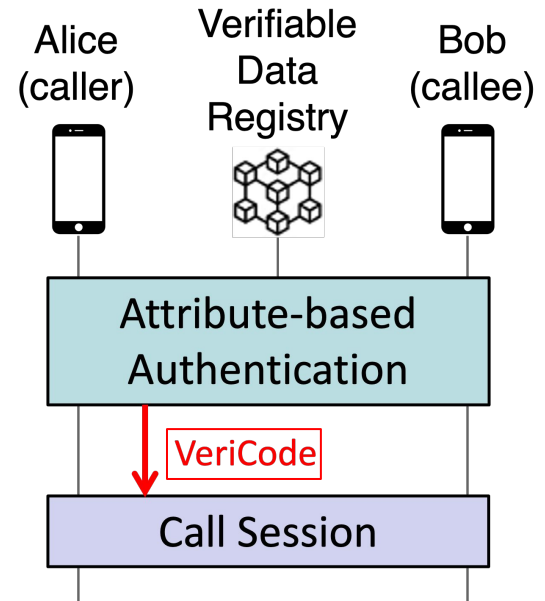 Alice
(caller)
Verifiable
Data
Registry
Bob
(callee)
Attribute-based
Authentication
VeriCode
Call Session